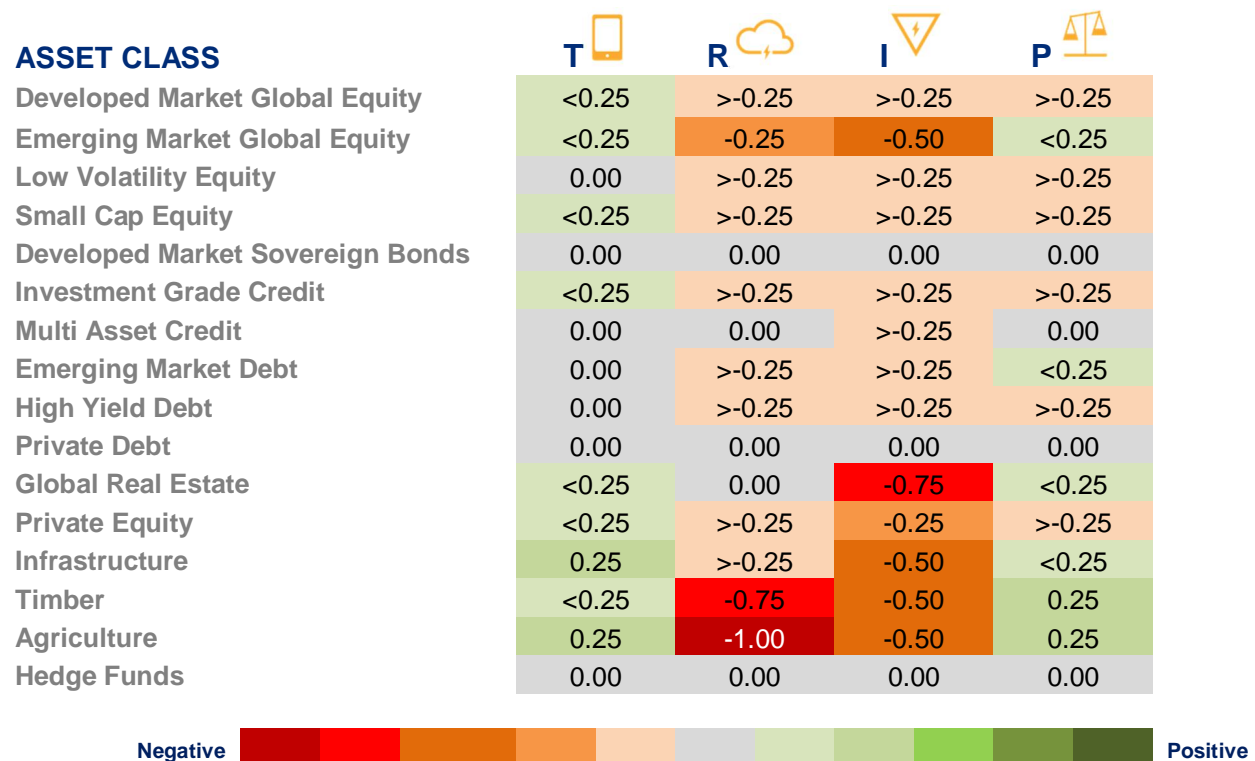 ASSET CLASS T R I P
Developed Market Global Equity <0.25 >-0.25 >-0.25 >-0.25
Emerging Market Global Equity <0.25 -0.25 -0.50 <0.25
Low Volatility Equity 0.00 >-0.25 >-0.25 >-0.25
Small Cap Equity <0.25 >-0.25 >-0.25 >-0.25
Developed Market Sovereign Bonds 0.00 0.00 0.00 0.00
Investment Grade Credit <0.25 >-0.25 >-0.25 >-0.25
Multi Asset Credit 0.00 0.00 >-0.25 0.00
Emerging Market Debt 0.00 >-0.25 >-0.25 <0.25
High Yield Debt 0.00 >-0.25 >-0.25 >-0.25
Private Debt 0.00 0.00 0.00 0.00
Global Real Estate <0.25 0.00 -0.75 <0.25
Private Equity <0.25 >-0.25 -0.25 >-0.25
Infrastructure 0.25 >-0.25 -0.50 <0.25
Timber <0.25 -0.75 -0.50 0.25
Agriculture 0.25 -1.00 -0.50 0.25
Hedge Funds 0.00 0.00 0.00 0.00
Negative Positive